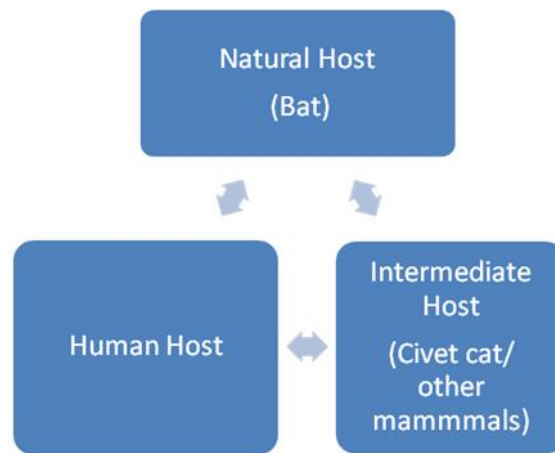 Natural Host
(Bat)
Human Host
Intermediate
Host
(Civet cat/
other
mammmals)